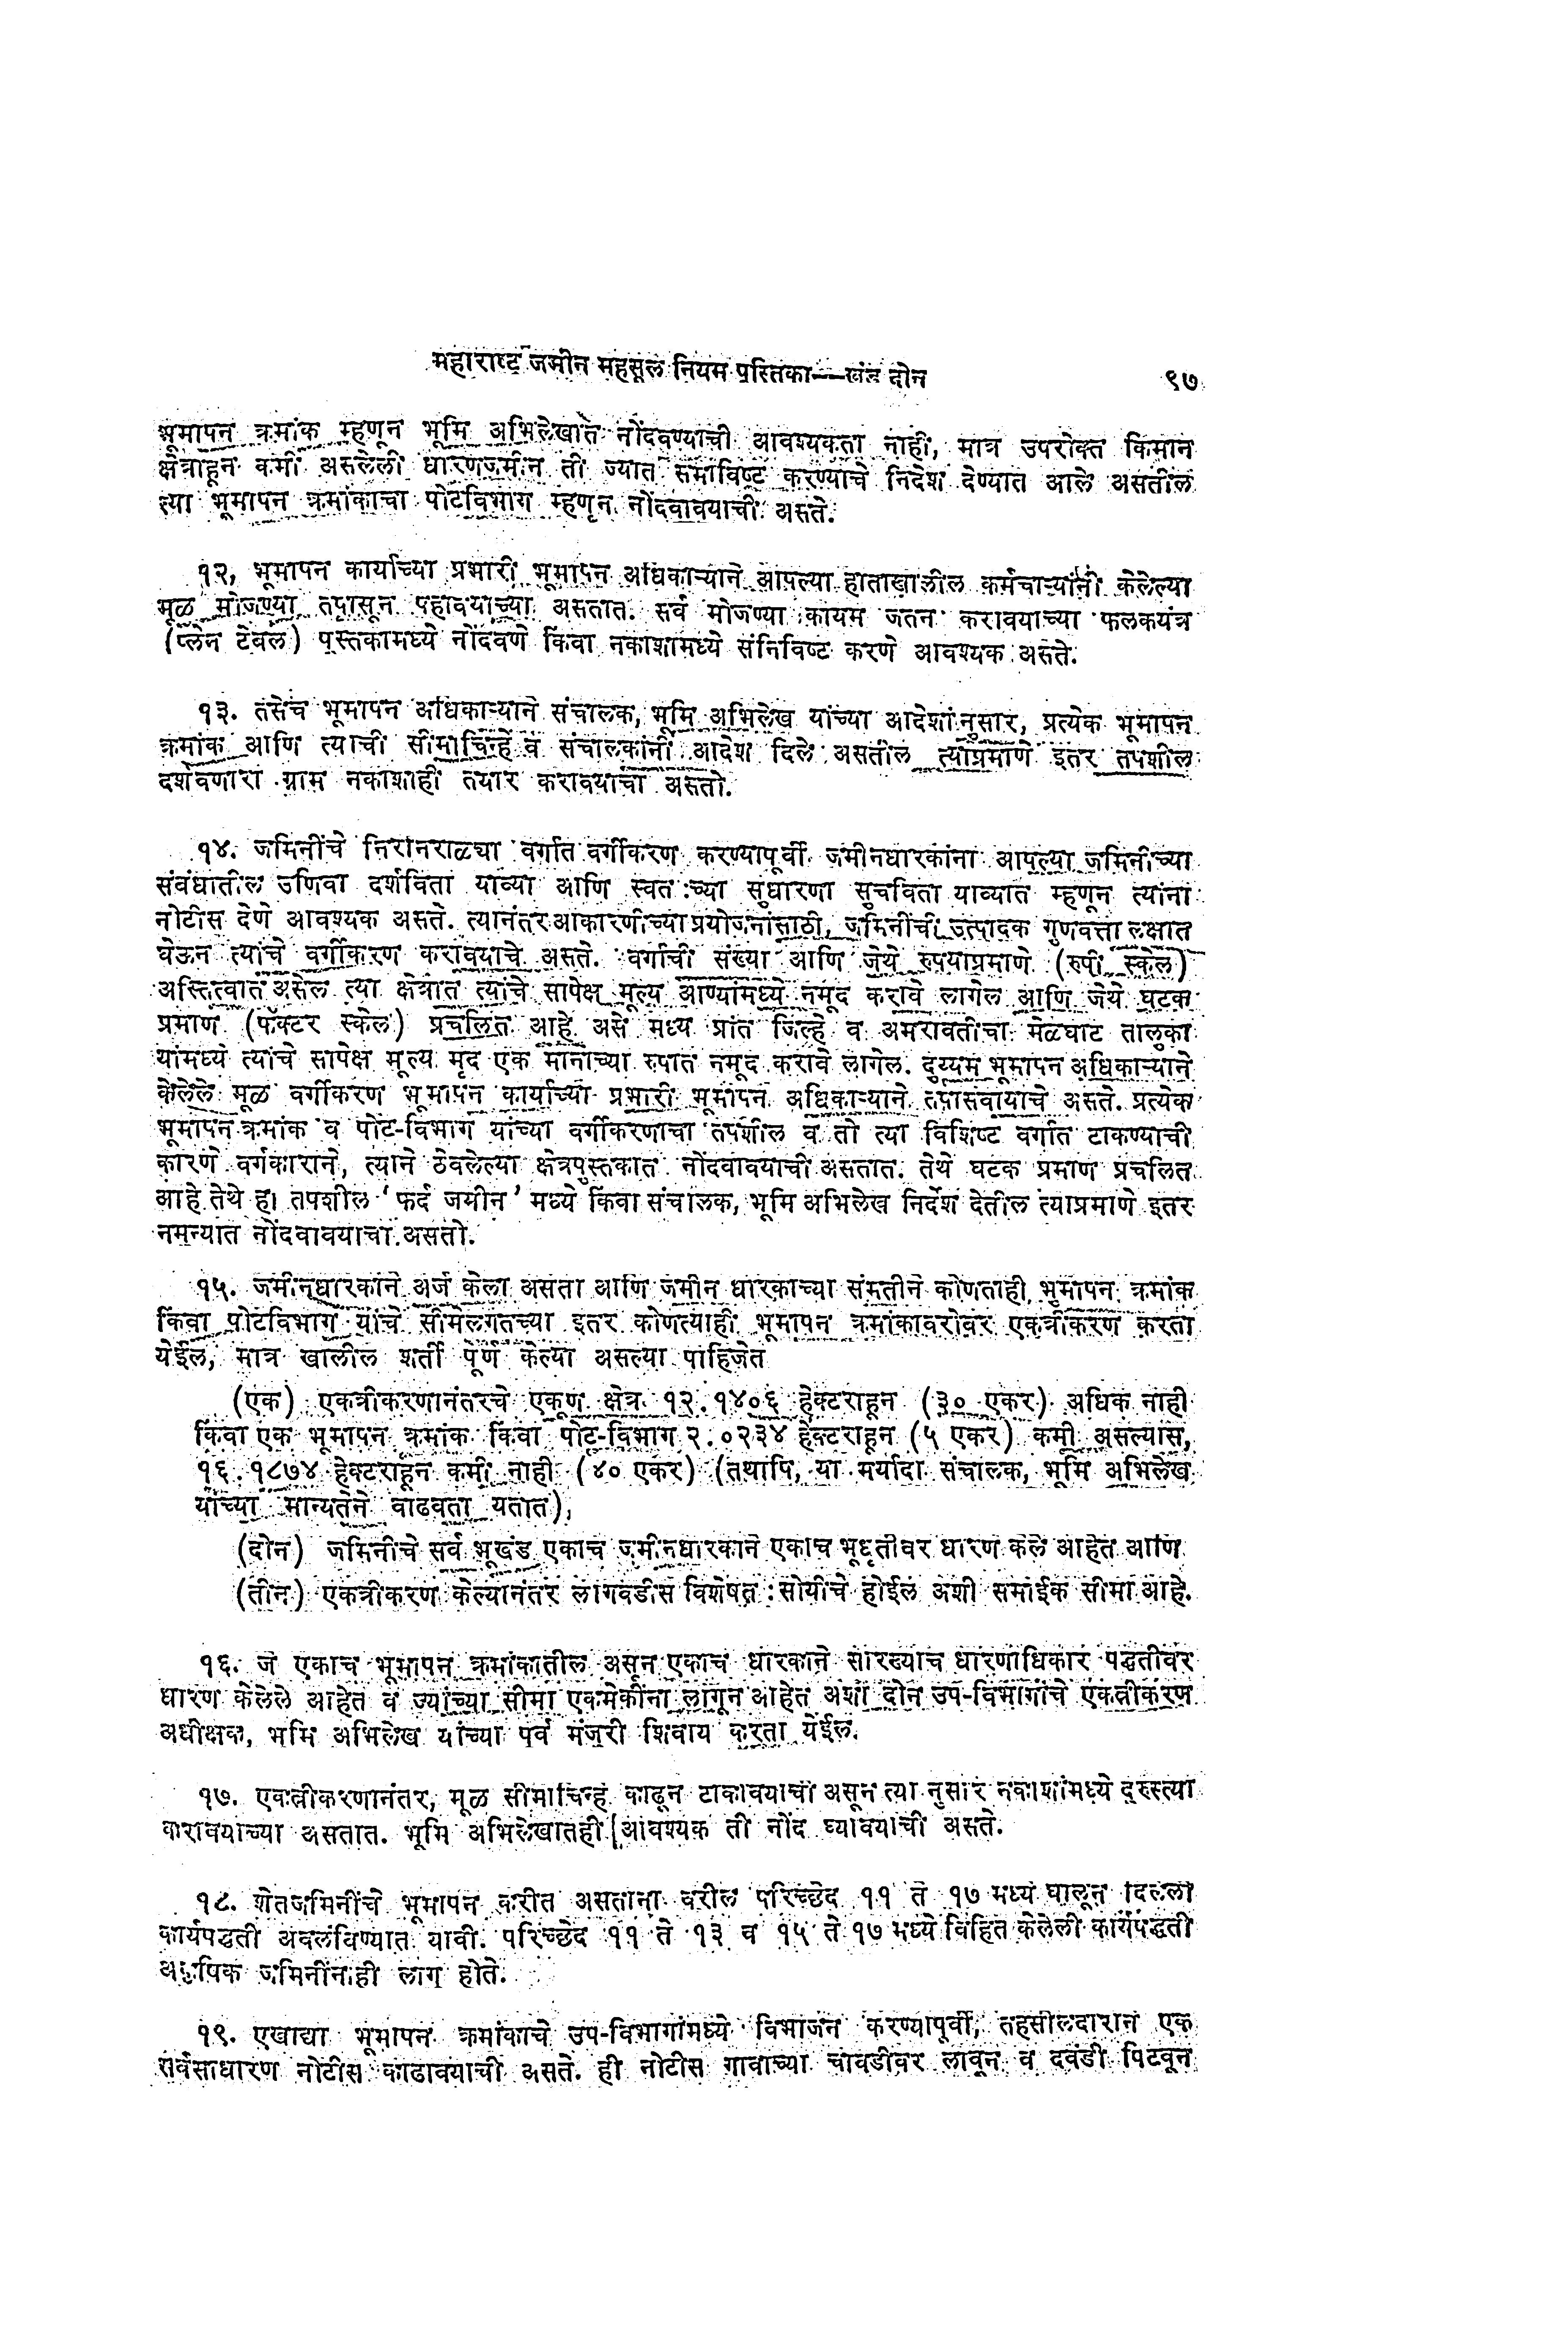 महाराष्ट्र जमीन महसूल नियम पुस्तिका--खंड दोन ९७
भूमापन क्रमांक म्हणून भूमि अभिलेखात नोंदवण्याची आवश्यकता नाही, मात्र उपरोक्त किमान
क्षेत्राहून कमी असलेली धारणजमीन ती ज्यात समाविष्ट करण्याचे निदेश देण्यात आले असतील
त्या भूमापन क्रमांकाचा पोटविभाग म्हणून नोंदवावयाची असते.
१२, भूमापन कार्याच्या प्रभारी भूमापन अधिकाऱ्याने आपल्या हाताखालील कर्मचाऱ्यांनी केलेल्या
मूळ मोजण्या तपासून पहावयाच्या असतात. सर्व मोजण्या कायम जतन करावयाच्या फलकयंत्र
(प्लेन टेबल) पुस्तकामध्ये नोंदवणे किंवा नकाशामध्ये संनिविष्ट करणे आवश्यक असते.
१३. तसेच भूमापन अधिकाऱ्याने संचालक, भूमि अभिलेख यांच्या आदेशांनुसार, प्रत्येक भूमापन
क्रमांक आणि त्याची सीमाचिन्हे व संचालकांनी आदेश दिले असतील त्याप्रमाणे इतर तपशील
दर्शवणारा ग्राम नकाशाही तयार करावयाचा असतो.
१४. जमिनींचे निरनिराळ्या वर्गात वर्गीकरण करण्यापूर्वी जमीनधारकांना आपल्या जमिनीच्या
संबंधातील उणिवा दर्शविता याव्या आणि स्वत:च्या सुधारणा सुचविता याव्यात म्हणून त्यांना
नोटीस देणे आवश्यक असते. त्यानंतर आकारणीच्या प्रयोजनांसाठी, जमिनीची उत्पादक गुणवत्ता लक्षात
घेऊन त्यांचे वर्गीकरण करावयाचे असते. वर्गाची संख्या आणि जेथे रुपयाप्रमाणे (रुपी स्केल)
अस्तित्वात असेल त्या क्षेत्रात त्यांचे सापेक्ष मूल्य आण्यांमध्ये नमूद करावे लागेल आणि जेथे घटक
प्रमाण (फॅक्टर स्केल) प्रचलित आहे असे मध्य प्रांत जिल्हे व अमरावतीचा मेळघाट तालुका
यांमध्ये त्यांचे सापेक्ष मूल्य मृद एक मानाच्या रुपात नमूद करावे लागेल. दुय्यम भूमापन अधिकाऱ्याने
केलेले मूळ वर्गीकरण भूमापन कार्याच्या प्रभारी भूमापन अधिकाऱ्याने तपासवायाचे असते. प्रत्येक
भूमापन क्रमांक व पोट-विभाग यांच्या वर्गीकरणाचा तपशील व तो त्या विशिष्ट वर्गात टाकण्याची
कारणे वर्गकाराने, त्याने ठेवलेल्या क्षेत्रपुस्तकात नोंदवावयाची असतात. तेथे घटक प्रमाण प्रचलित
आहे तेथे हा तपशील 'फर्द जमीन' मध्ये किंवा संचालक, भूमि अभिलेख निर्देश देतील त्याप्रमाणे इतर
नमुन्यात नोंदवावयाचा असतो.
१५. जमीनधारकाने अर्ज केला असता आणि जमीन धारकाच्या संमतीने कोणताही भूमापन क्रमांक
किंवा पोटविभाग यांचे सीमेलगतच्या इतर कोणत्याही भूमापन क्रमांकाबरोबर एकत्रीकरण करता
येईल, मात्र खालील शर्ती पूर्ण केल्या असल्या पाहिजेत
(एक) एकत्रीकरणानंतरचे एकूण क्षेत्र १२.१४०६ हेक्टराहून (३० एकर) अधिक नाही
किंवा एक भूमापन क्रमांक किंवा पोट-विभाग २.०२३४ हेक्टराहून (५ एकर) कमी असल्यास,
१६.१८७४ हेक्टराहून कमी नाही (४० एकर) (तथापि, या मर्यादा संचालक, भूमि अभिलेख
यांच्या मान्यतेने वाढवता यतात),
(दोन) जमिनीचे सर्व भूखंड एकाच जमीनधारकाने एकाच भूधृतीवर धारण केले आहेत आणि
(तीन) एकत्रीकरण केल्यानंतर लागवडीस विशेषत: सोयीचे होईल अशी समाईक सीमा आहे.
१६. जे एकाच भूमापन क्रमांकातील असून एकाच धारकाने सारख्याच धारणाधिकार पद्धतीवर
धारण केलेले आहेत व ज्यांच्या सीमा एकमेकींना लागून आहेत अशा दोन उप-विभागांचे एकत्रीकरण
अधीक्षक, भूमि अभिलेख यांच्या पूर्व मंजुरी शिवाय करता येईल.
१७. एकत्रीकरणानंतर, मूळ सीमाचिन्हे काढून टाकावयाची असून त्या नुसार नकाशांमध्ये दुरुस्त्या
करावयाच्या असतात. भूमि अभिलेखातही आवश्यक ती नोंद घ्यावयाची असते.
१८. शेतजमिनींचे भूमापन करीत असताना वरील परिच्छेद ११ ते १७ मध्ये घालून दिलेली
कार्यपद्धती अवलंबिण्यात यावी. परिच्छेद ११ ते १३ व १५ ते १७ मध्ये विहित केलेली कार्यपद्धती
अकृषिक जमिनींनाही लागू होते.
१९. एखाद्या भूमापन क्रमांकाचे उप-विभागांमध्ये विभाजन करण्यापूर्वी, तहसीलदाराने एक
सर्वसाधारण नोटीस काढावयाची असते. ही नोटीस गावाच्या चावडीवर लावून व दवंडी पिटवून